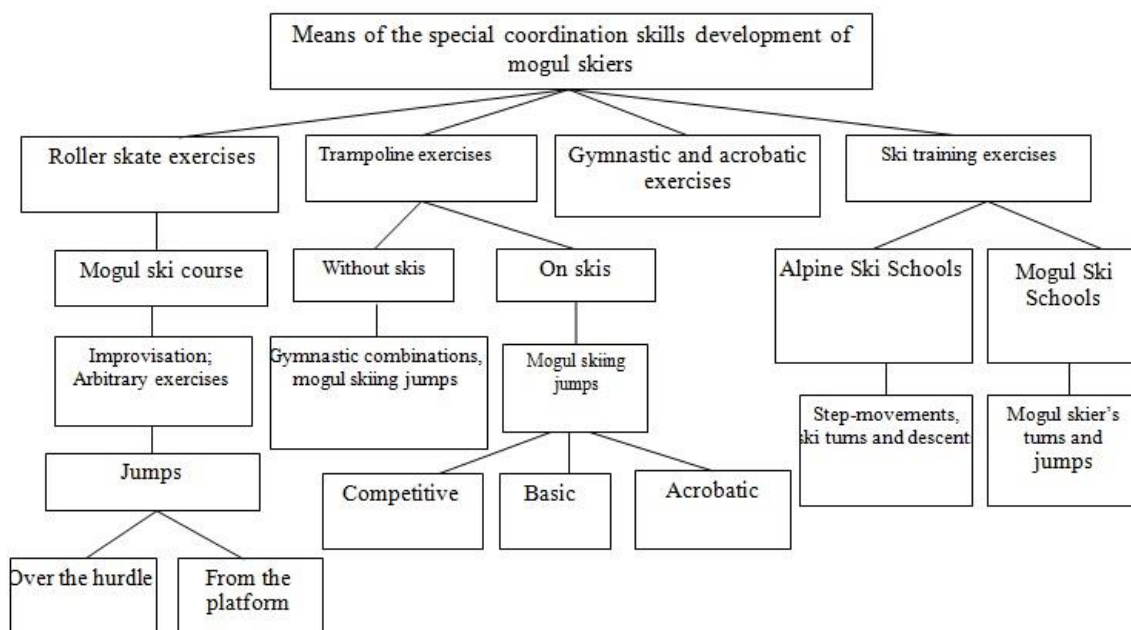 Means of the special coordination skills development of
mogul skiers
Roller skate exercises
Trampoline exercises
Gymnastic and acrobatic
exercises
Ski training exercises
Mogul ski course
Without skis
On skis
Alpine Ski Schools
Mogul Ski
Schools
Improvisation;
Arbitrary exercises
Gymnastic combinations,
mogul skiing jumps
Mogul skiing
jumps
Step-movements,
ski turns and descent
Mogul skier's
turns and
jumps
Jumps
Competitive
Basic
Acrobatic
Over the hurdle
From the
platform